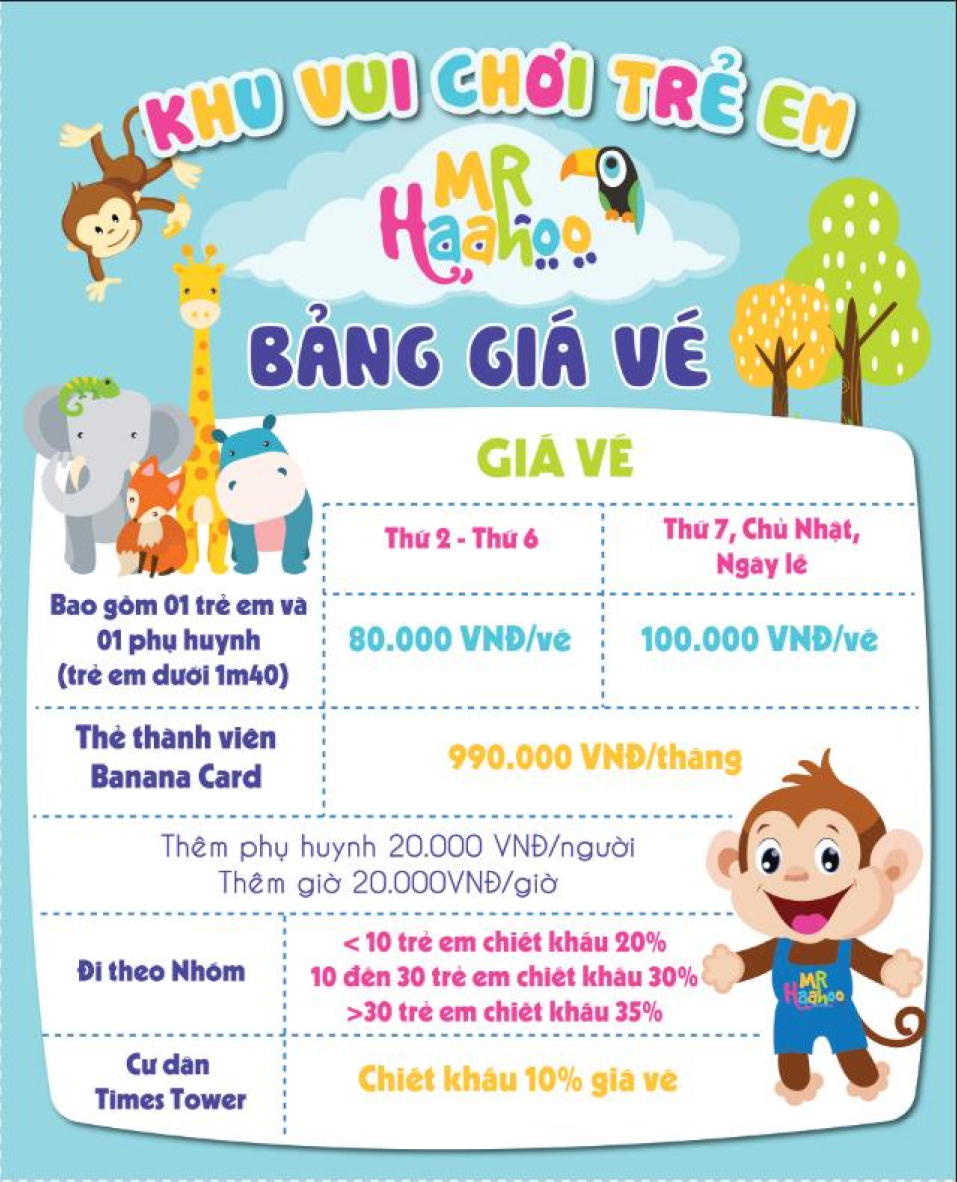 KHU VUI CHƠI TRẺ EM
MR
Haahoo
BẢNG GIÁ VÉ
GIÁ VÉ
Thứ 2 - Thứ 6
Thứ 7, Chủ Nhật,
Ngày lễ
Bao gồm 01 trẻ em và
01 phụ huynh
(trẻ em dưới 1m40)
80.000 VNĐ/vé
100.000 VNĐ/vé
Thẻ thành viên
Banana Card
990.000 VNĐ/tháng
Thêm phụ huynh 20.000 VNĐ/người
Thêm giờ 20.000VNĐ/giờ
Đi theo Nhóm
< 10 trẻ em chiết khấu 20%
10 đến 30 trẻ em chiết khấu 30%
>30 trẻ em chiết khấu 35%
Cư dân
Times Tower
Chiết khấu 10% giá vé
MR
Haahoo